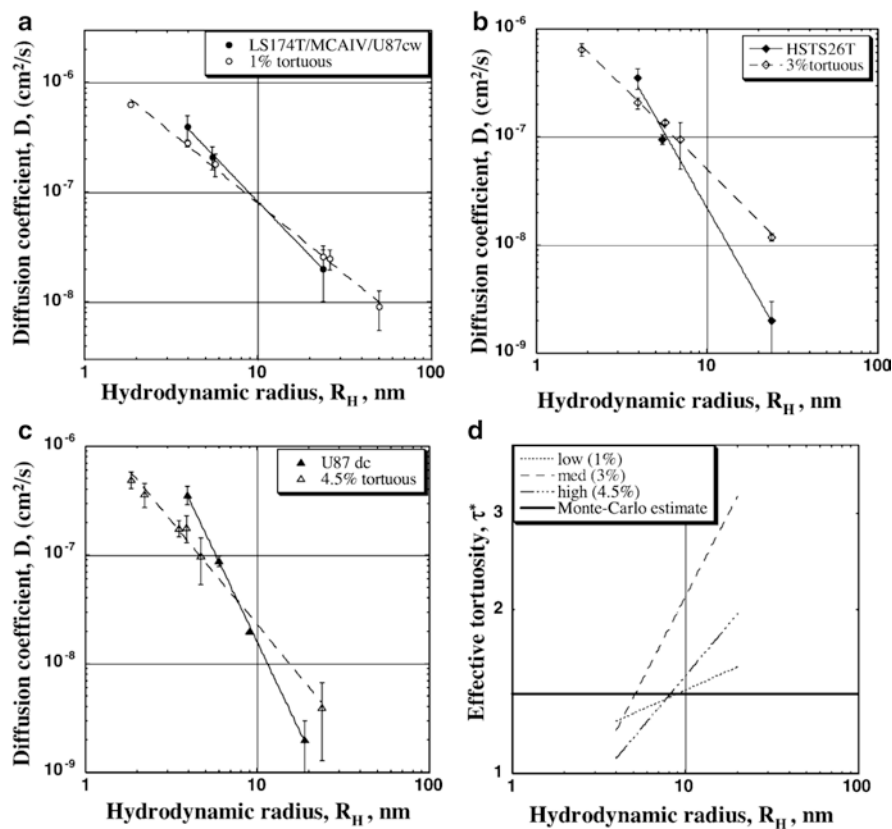 a
LS174T/MCAIV/U87cw
1% tortuous
Diffusion coefficient, D, (cm²/s)
10⁻⁶
10⁻⁷
10⁻⁸
1 10 100
Hydrodynamic radius, R_H , nm
b
HSTS26T
3%tortuous
Diffusion coefficient, D, (cm²/s)
10⁻⁶
10⁻⁷
10⁻⁸
10⁻⁹
1 10 100
Hydrodynamic radius, R_H , nm
c
U87 dc
4.5% tortuous
Diffusion coefficient, D, (cm²/s)
10⁻⁶
10⁻⁷
10⁻⁸
10⁻⁹
1 10 100
Hydrodynamic radius, R_H , nm
d
low (1%)
med (3%)
high (4.5%)
Monte-Carlo estimate
Effective tortuosity, τ*
3
2
1
1 10 100
Hydrodynamic radius, R_H , nm